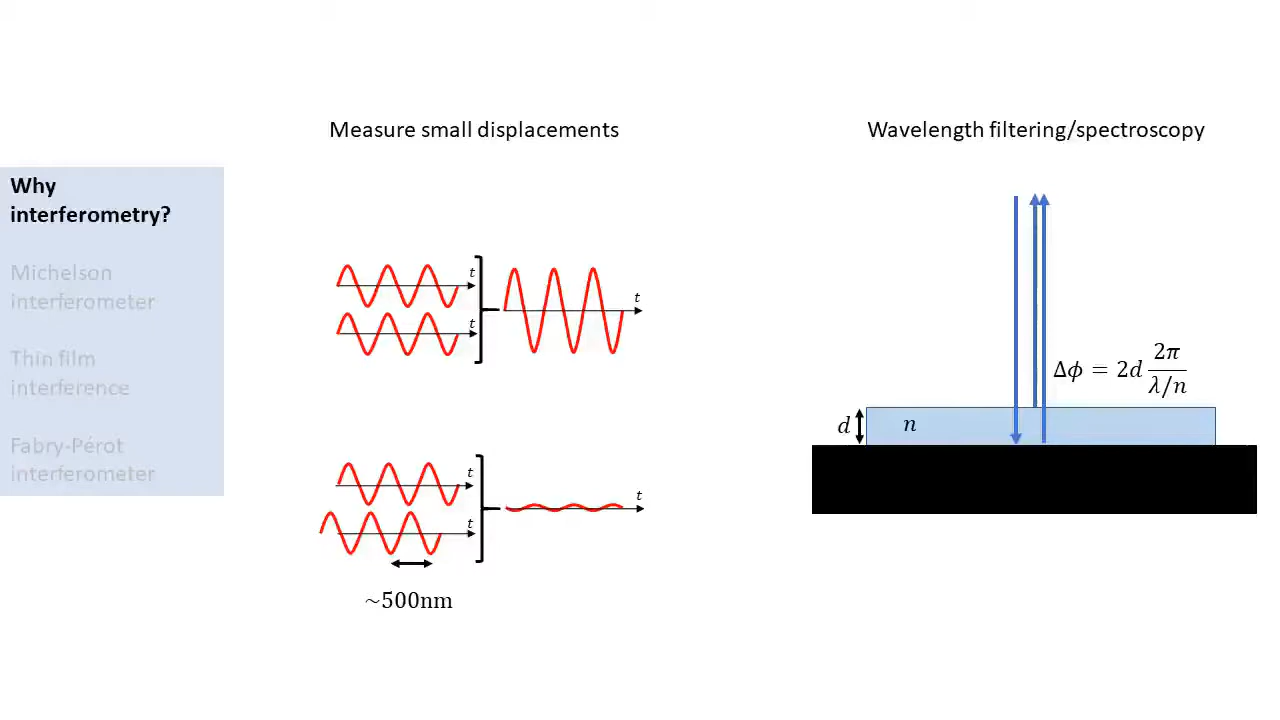 Measure small displacements
Wavelength filtering/spectroscopy
Why
interferometry?
Michelson
interferometer
Thin film
interference
Fabry-Pérot
interferometer
t
t
t
t
t
t
~500nm
Δϕ = 2d 2π/(λ/n)
d
n